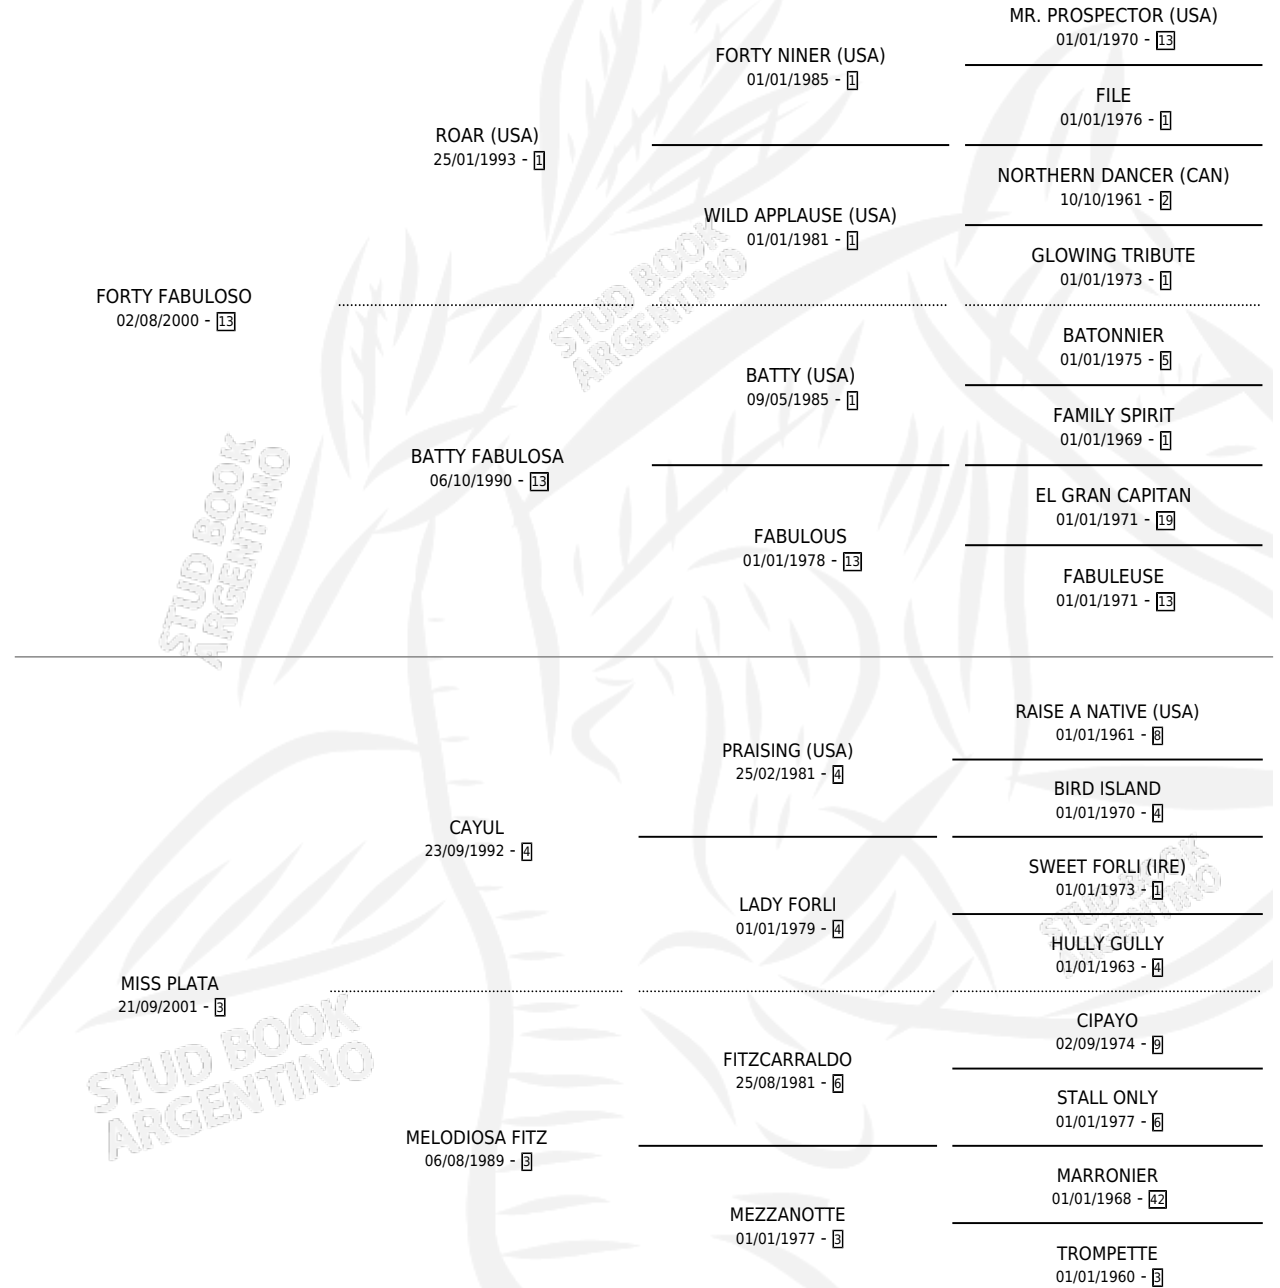 MR. PROSPECTOR (USA)
01/01/1970 - 13
FORTY NINER (USA)
01/01/1985 - 1
FILE
01/01/1976 - 1
ROAR (USA)
25/01/1993 - 1
NORTHERN DANCER (CAN)
10/10/1961 - 2
WILD APPLAUSE (USA)
01/01/1981 - 1
GLOWING TRIBUTE
01/01/1973 - 1
FORTY FABULOSO
02/08/2000 - 13
BATONNIER
01/01/1975 - 5
BATTY (USA)
09/05/1985 - 1
FAMILY SPIRIT
01/01/1969 - 1
BATTY FABULOSA
06/10/1990 - 13
EL GRAN CAPITAN
01/01/1971 - 19
FABULOUS
01/01/1978 - 13
FABULEUSE
01/01/1971 - 13
RAISE A NATIVE (USA)
01/01/1961 - 8
PRAISING (USA)
25/02/1981 - 4
BIRD ISLAND
01/01/1970 - 4
CAYUL
23/09/1992 - 4
SWEET FORLI (IRE)
01/01/1973 - 1
LADY FORLI
01/01/1979 - 4
HULLY GULLY
01/01/1963 - 4
MISS PLATA
21/09/2001 - 3
CIPAYO
02/09/1974 - 9
FITZCARRALDO
25/08/1981 - 6
STALL ONLY
01/01/1977 - 6
MELODIOSA FITZ
06/08/1989 - 3
MARRONIER
01/01/1968 - 42
MEZZANOTTE
01/01/1977 - 3
TROMPETTE
01/01/1960 - 3
STUD BOOK
ARGENTINO
STUD BOOK
ARGENTINO
STUD BOOK
ARGENTINO
STUD BOOK
ARGENTINO